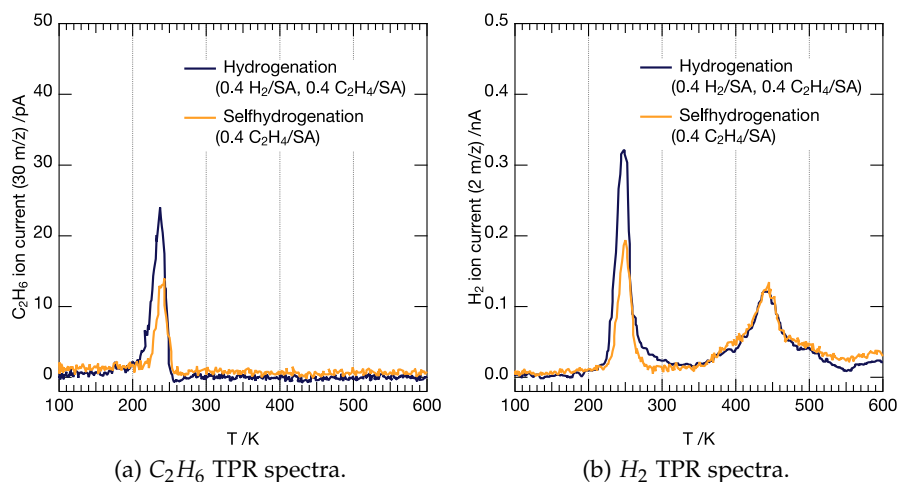 50
40
30
20
10
0
C₂H₆ ion current (30 m/z) /pA
Hydrogenation
(0.4 H₂/SA, 0.4 C₂H₄/SA)
Selfhydrogenation
(0.4 C₂H₄/SA)
100 200 300 400 500 600
T /K
(a) C₂H₆ TPR spectra.
0.5
0.4
0.3
0.2
0.1
0.0
H₂ ion current (2 m/z) /nA
Hydrogenation
(0.4 H₂/SA, 0.4 C₂H₄/SA)
Selfhydrogenation
(0.4 C₂H₄/SA)
100 200 300 400 500 600
T /K
(b) H₂ TPR spectra.